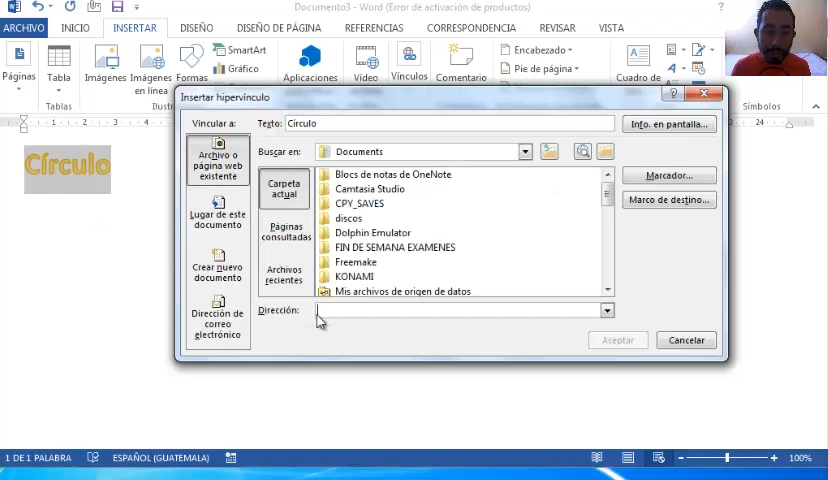 Documento3 - Word (Error de activación de productos)
ARCHIVO INICIO INSERTAR DISEÑO DISEÑO DE PÁGINA REFERENCIAS CORRESPONDENCIA REVISAR VISTA
Páginas
Tabla
Imágenes
Imágenes en línea
Formas
SmartArt
Gráfico
Aplicaciones
Vídeo
Vínculos
Comentario
Encabezado
Pie de página
Cuadro de
Tablas
Símbolos
Insertar hipervínculo
Vincular a:
Texto: Círculo
Info. en pantalla...
Archivo o
página web
existente
Buscar en: Documents
Carpeta
actual
Blocs de notas de OneNote
Camtasia Studio
CPY_SAVES
discos
Dolphin Emulator
FIN DE SEMANA EXAMENES
Freemake
KONAMI
Mis archivos de origen de datos
Marcador...
Marco de destino...
Lugar de este
documento
Páginas
consultadas
Crear nuevo
documento
Archivos
recientes
Dirección de
correo
electrónico
Dirección:
Aceptar
Cancelar
Círculo
1 DE 1 PALABRA
ESPAÑOL (GUATEMALA)
100%